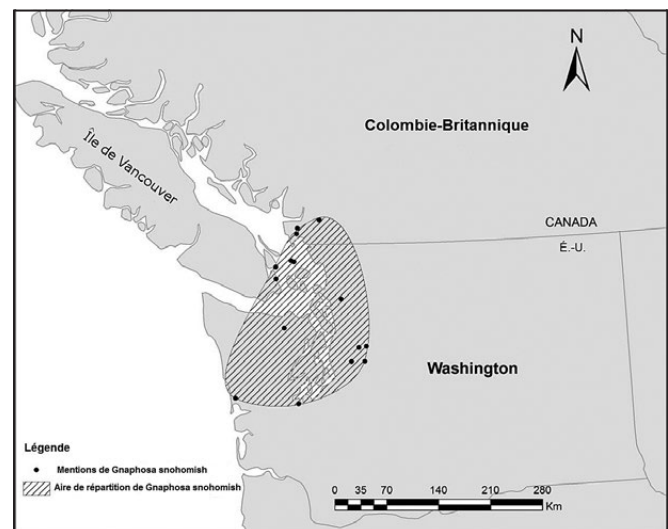 N
Colombie-Britannique
Île de Vancouver
CANADA
É.-U.
Washington
Légende
Mentions de Gnaphosa snohomish
Aire de répartition de Gnaphosa snohomish
0 35 70 140 210 280
Km